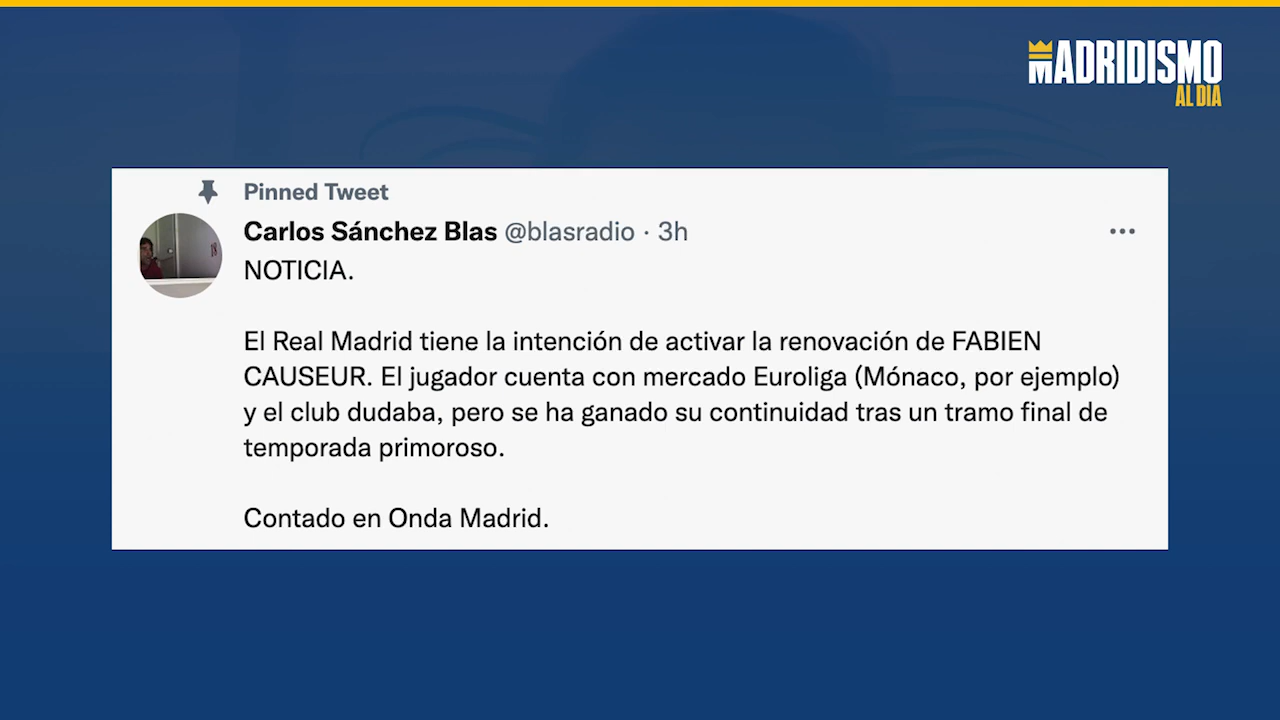 MADRIDISMO
AL DIA
Pinned Tweet
Carlos Sánchez Blas @blasradio · 3h
NOTICIA.
El Real Madrid tiene la intención de activar la renovación de FABIEN
CAUSEUR. El jugador cuenta con mercado Euroliga (Mónaco, por ejemplo)
y el club dudaba, pero se ha ganado su continuidad tras un tramo final de
temporada primoroso.
Contado en Onda Madrid.